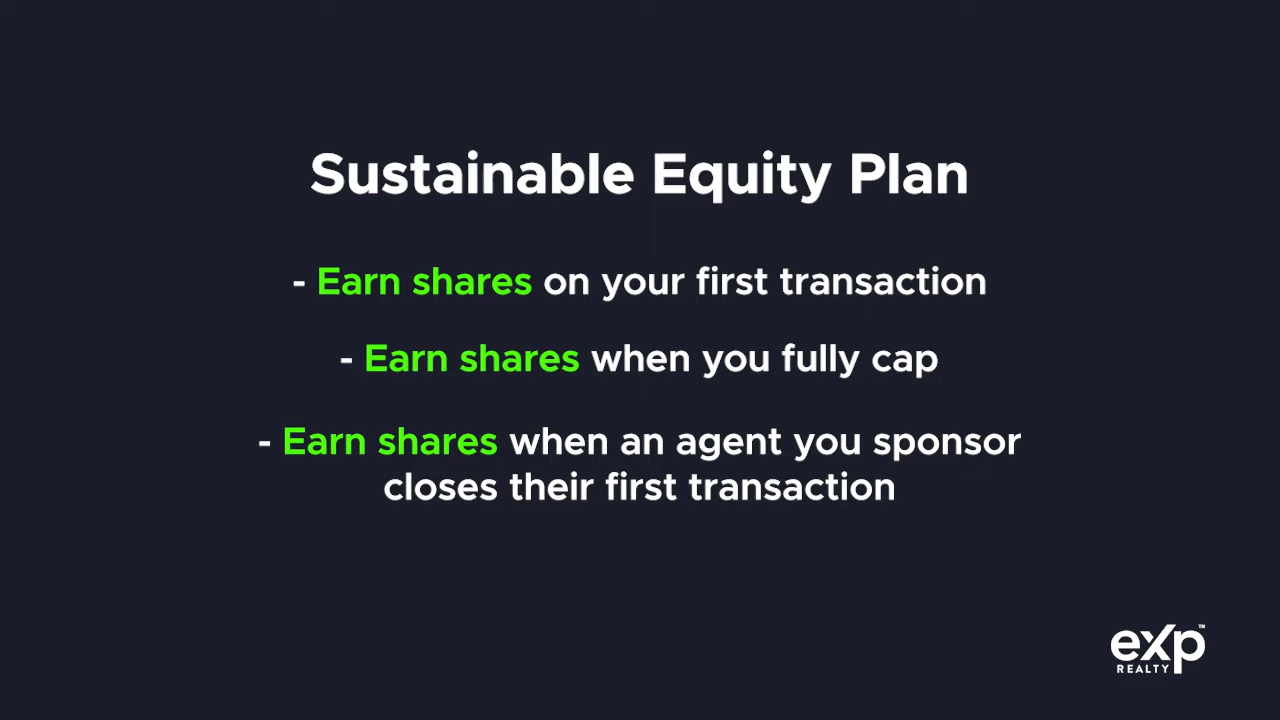 Sustainable Equity Plan
- Earn shares on your first transaction
- Earn shares when you fully cap
- Earn shares when an agent you sponsor
closes their first transaction
eXp™
REALTY